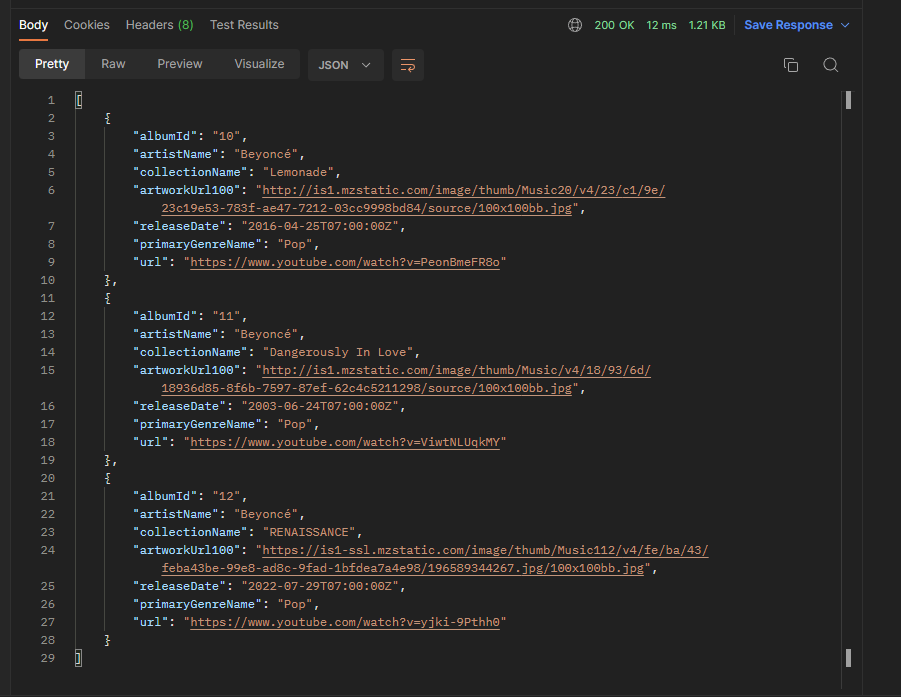 Body Cookies Headers (8) Test Results 200 OK 12 ms 1.21 KB Save Response
Pretty Raw Preview Visualize JSON
1 [
2 {
3 "albumId": "10",
4 "artistName": "Beyoncé",
5 "collectionName": "Lemonade",
6 "artworkUrl100": "http://is1.mzstatic.com/image/thumb/Music20/v4/23/c1/9e/
23c19e53-783f-ae47-7212-03cc9998bd84/source/100x100bb.jpg",
7 "releaseDate": "2016-04-25T07:00:00Z",
8 "primaryGenreName": "Pop",
9 "url": "https://www.youtube.com/watch?v=PeonBmeFR8o"
10 },
11 {
12 "albumId": "11",
13 "artistName": "Beyoncé",
14 "collectionName": "Dangerously In Love",
15 "artworkUrl100": "http://is1.mzstatic.com/image/thumb/Music/v4/18/93/6d/
18936d85-8f6b-7597-87ef-62c4c5211298/source/100x100bb.jpg",
16 "releaseDate": "2003-06-24T07:00:00Z",
17 "primaryGenreName": "Pop",
18 "url": "https://www.youtube.com/watch?v=ViwtNLUqkMY"
19 },
20 {
21 "albumId": "12",
22 "artistName": "Beyoncé",
23 "collectionName": "RENAISSANCE",
24 "artworkUrl100": "https://is1-ssl.mzstatic.com/image/thumb/Music112/v4/fe/ba/43/
feba43be-99e8-ad8c-9fad-1bfdea7a4e98/196589344267.jpg/100x100bb.jpg",
25 "releaseDate": "2022-07-29T07:00:00Z",
26 "primaryGenreName": "Pop",
27 "url": "https://www.youtube.com/watch?v=yjki-9Pthh0"
28 }
29 ]